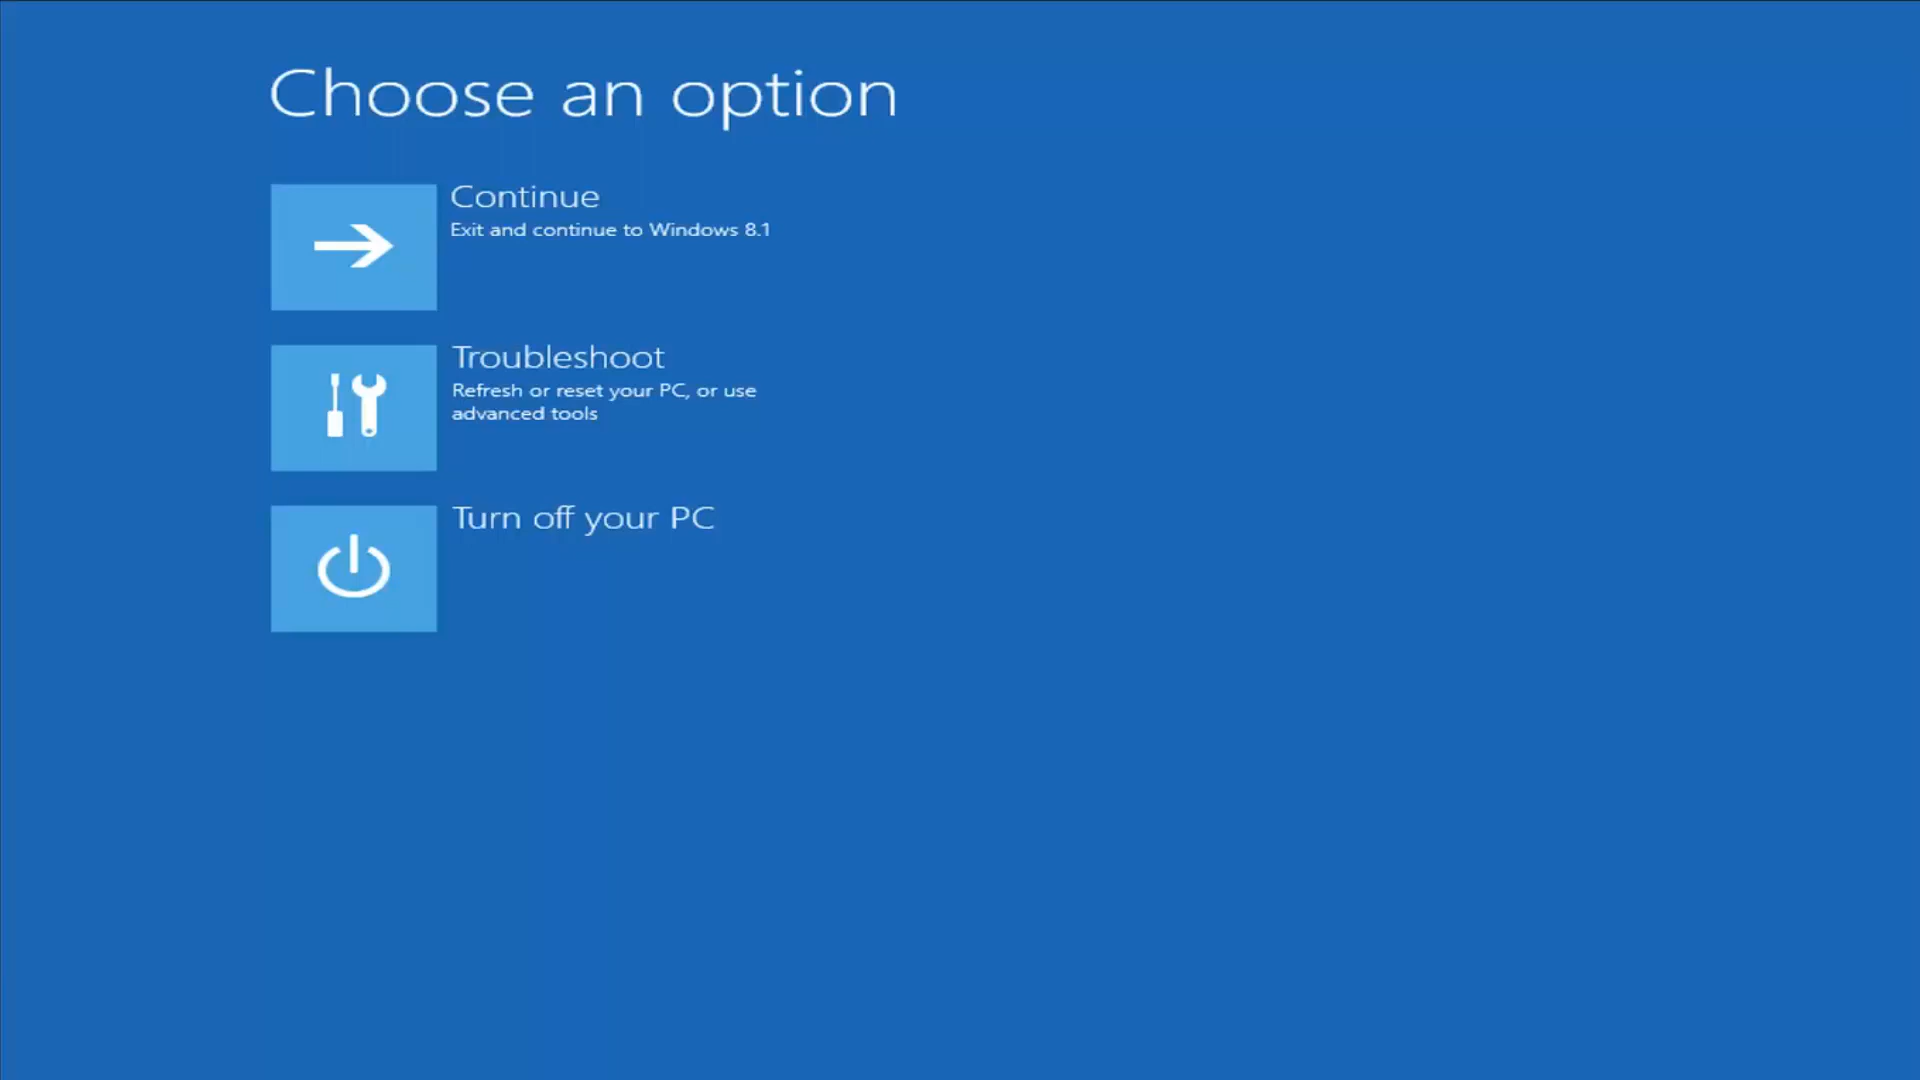 Choose an option
Continue
Exit and continue to Windows 8.1
Troubleshoot
Refresh or reset your PC, or use
advanced tools
Turn off your PC